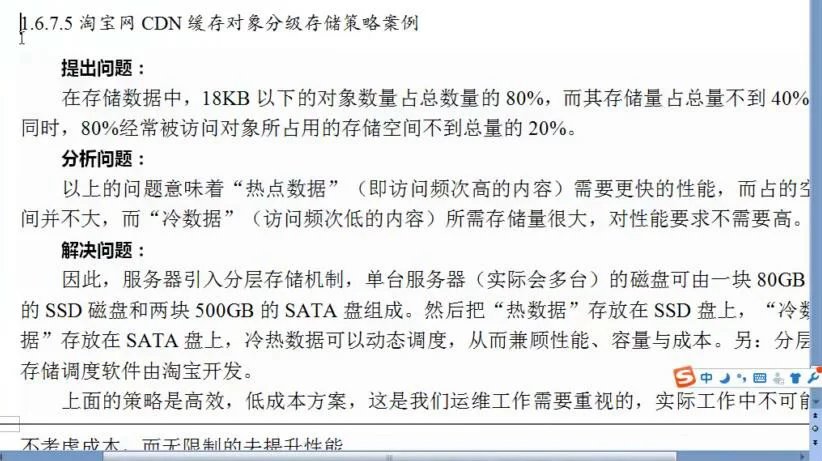 1.6.7.5 淘宝网 CDN 缓存对象分级存储策略案例
提出问题：
在存储数据中，18KB 以下的对象数量占总数量的 80%，而其存储量占总量不到 40%
同时，80%经常被访问对象所占用的存储空间不到总量的 20%。
分析问题：
以上的问题意味着“热点数据”（即访问频次高的内容）需要更快的性能，而占的空
间并不大，而“冷数据”（访问频次低的内容）所需存储量很大，对性能要求不需要高。
解决问题：
因此，服务器引入分层存储机制，单台服务器（实际会多台）的磁盘可由一块 80GB
的 SSD 磁盘和两块 500GB 的 SATA 盘组成。然后把“热数据”存放在 SSD 盘上，“冷数
据”存放在 SATA 盘上，冷热数据可以动态调度，从而兼顾性能、容量与成本。另：分层
存储调度软件由淘宝开发。
中
上面的策略是高效，低成本方案，这是我们运维工作需要重视的，实际工作中不可能
不考虑成本，而无限制的去提升性能